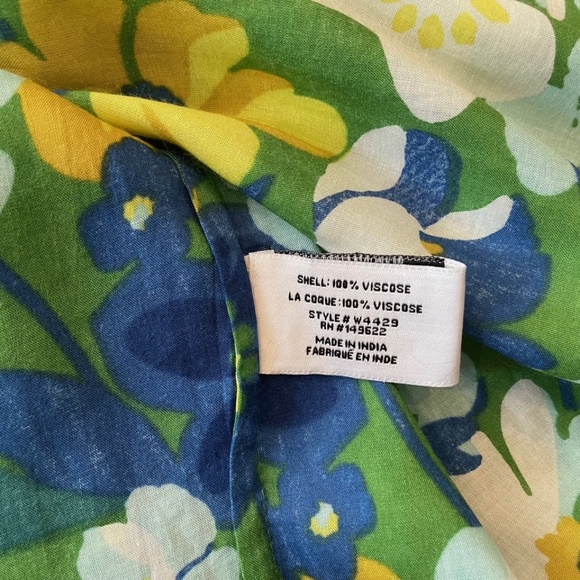 SHELL: 100% VISCOSE
LA COQUE: 100% VISCOSE
STYLE # W4429
RN #149622
MADE IN INDIA
FABRIQUÉ EN INDE